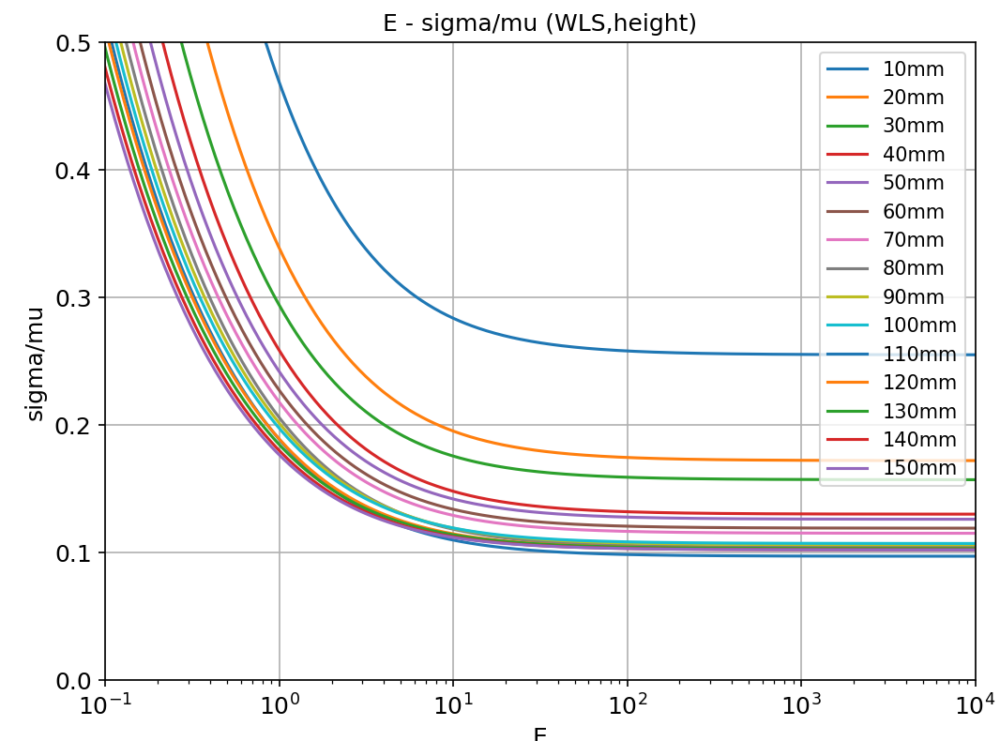 E - sigma/mu (WLS,height)
0.5
0.4
0.3
0.2
0.1
0.0
sigma/mu
10⁻¹
10⁰
10¹
10²
10³
10⁴
E
10mm
20mm
30mm
40mm
50mm
60mm
70mm
80mm
90mm
100mm
110mm
120mm
130mm
140mm
150mm